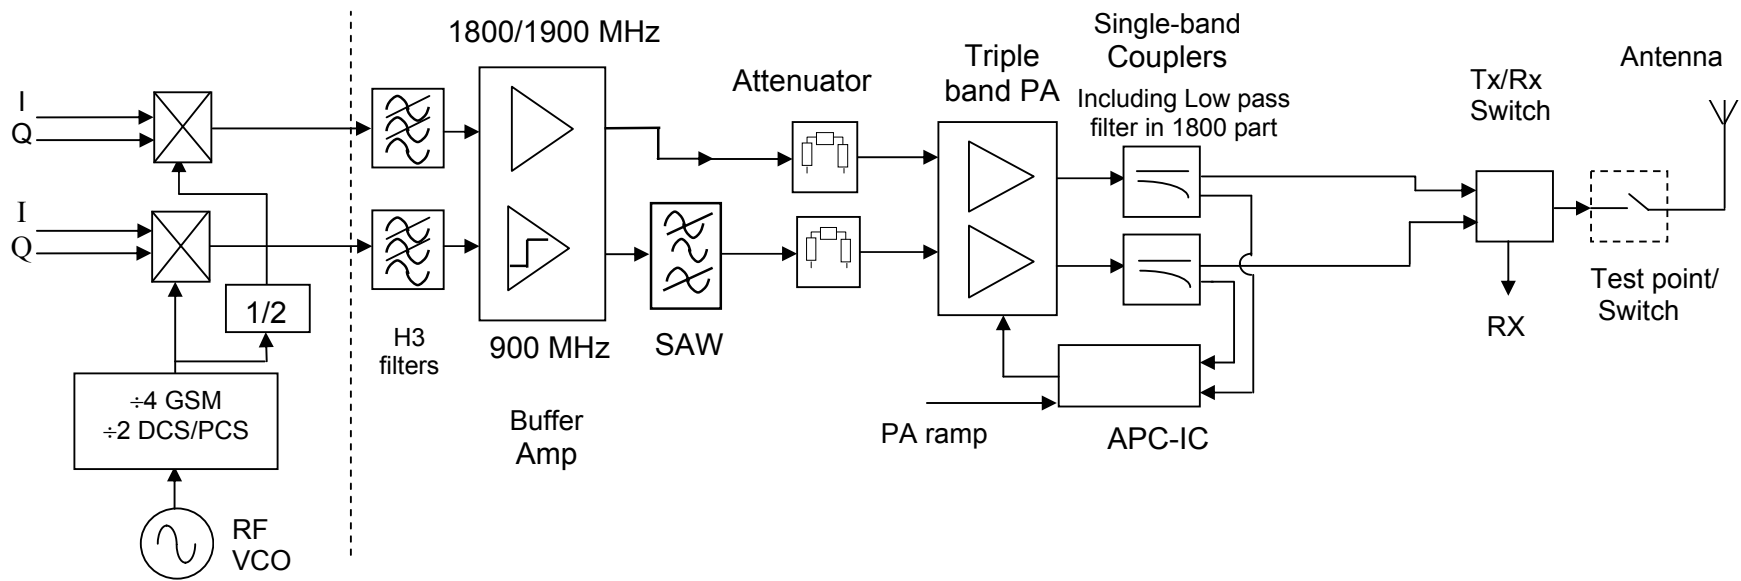 I
Q
I
Q
1/2
÷4 GSM
÷2 DCS/PCS
RF
VCO
H3
filters
1800/1900 MHz
900 MHz
Buffer
Amp
SAW
Attenuator
Triple
band PA
Single-band
Couplers
Including Low pass
filter in 1800 part
PA ramp
APC-IC
Tx/Rx
Switch
RX
Antenna
Test point/
Switch